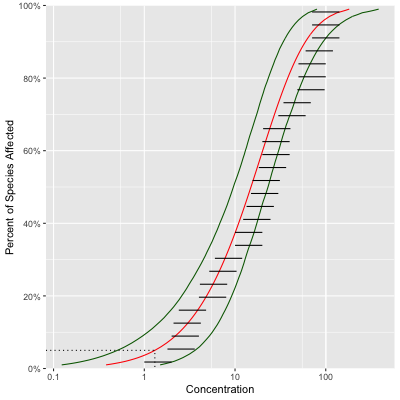 100%
80%
60%
40%
20%
0%
Percent of Species Affected
0.1 1 10 100
Concentration